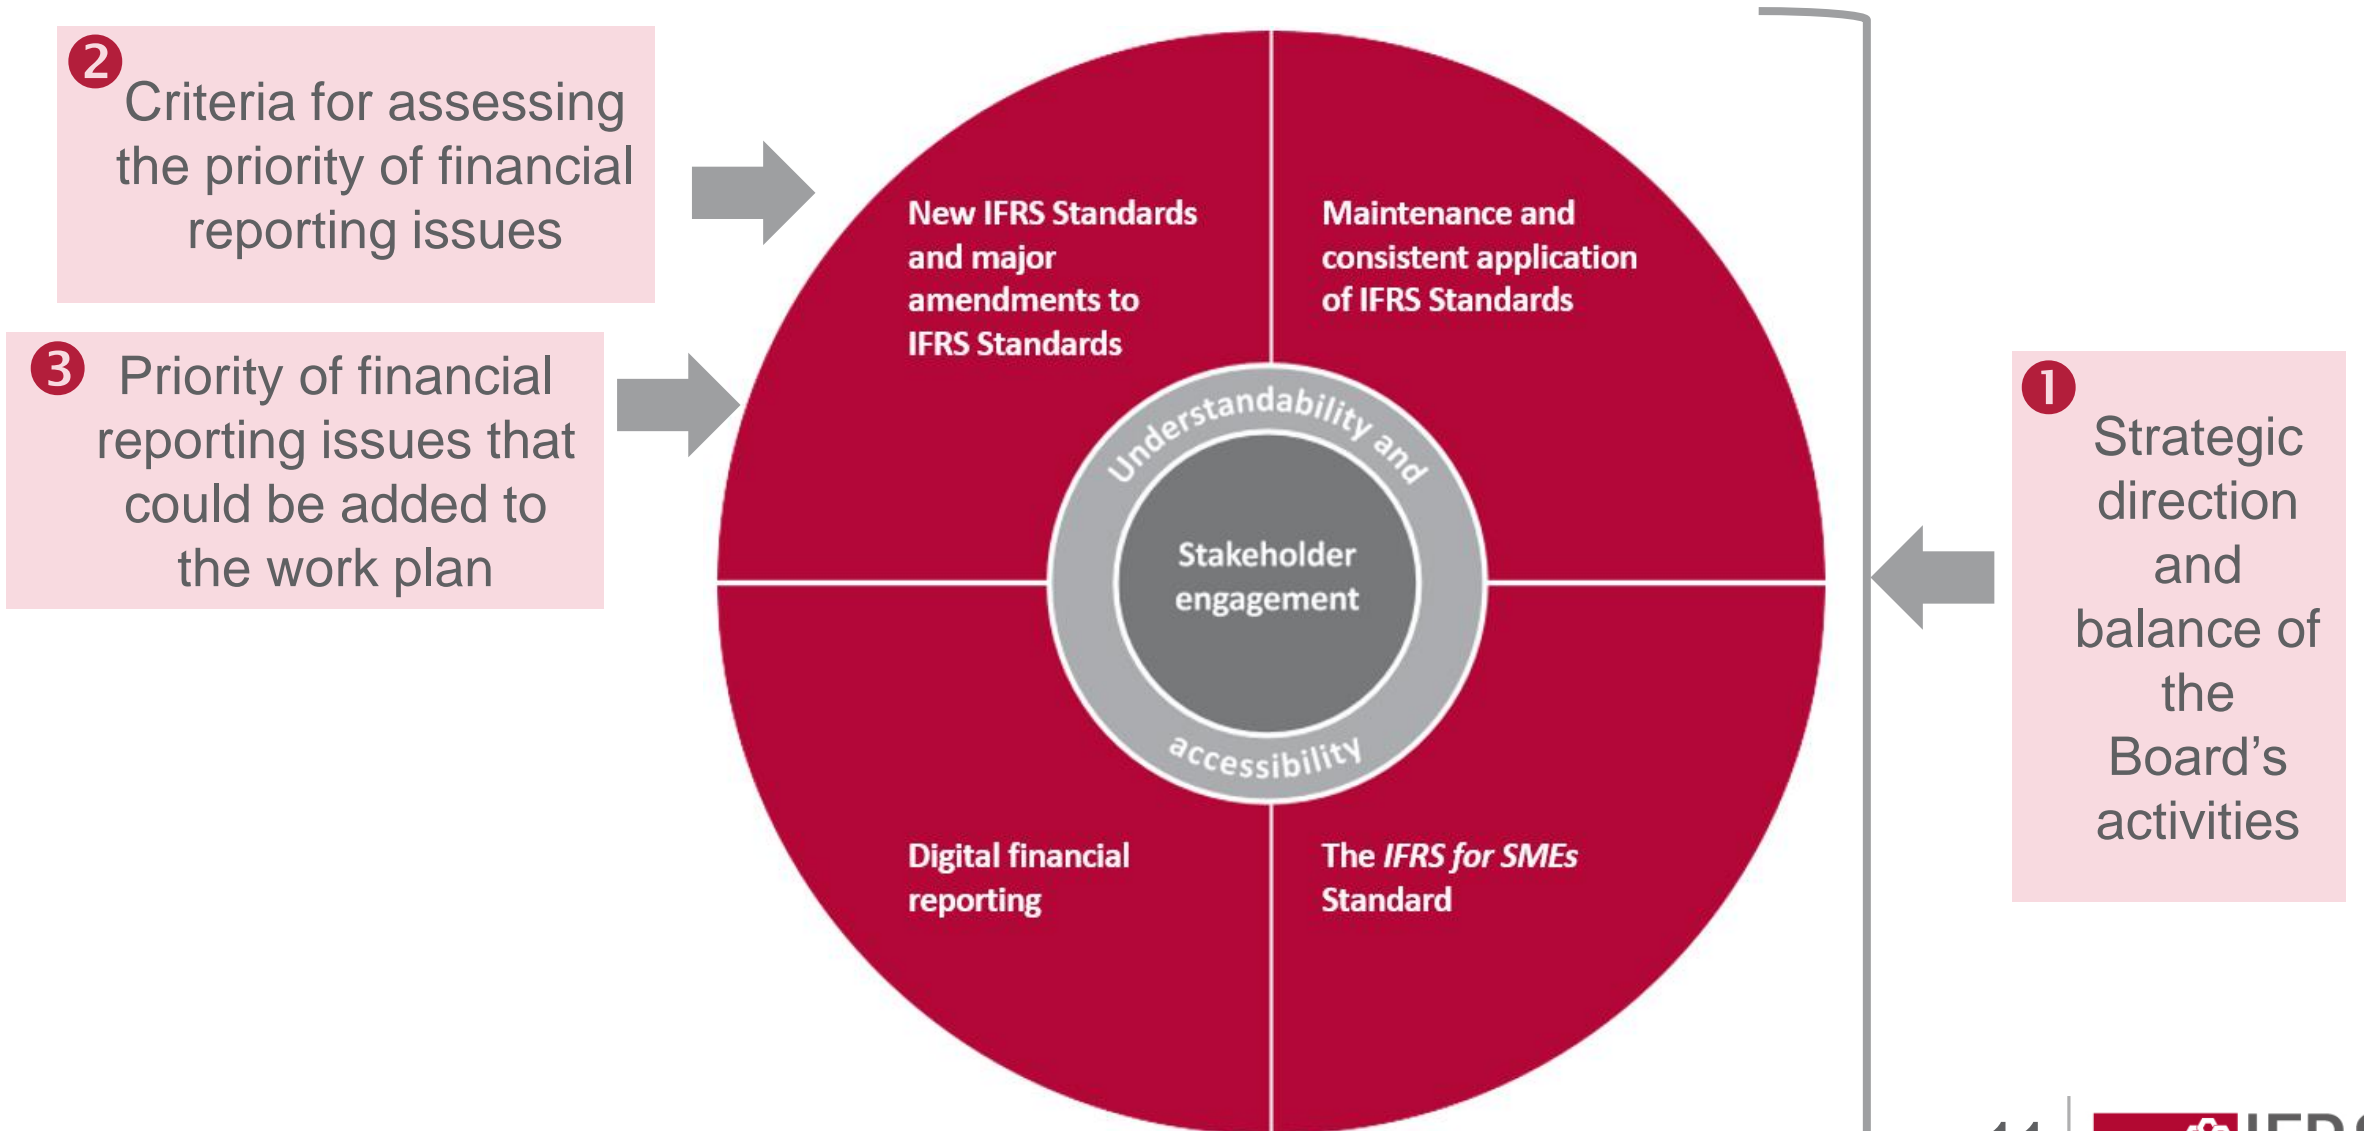 ❷
Criteria for assessing
the priority of financial
reporting issues
❸ Priority of financial
reporting issues that
could be added to
the work plan
New IFRS Standards
and major
amendments to
IFRS Standards
Maintenance and
consistent application
of IFRS Standards
Understandability and
accessibility
Stakeholder
engagement
Digital financial
reporting
The IFRS for SMEs
Standard
❶
Strategic
direction
and
balance of
the
Board’s
activities